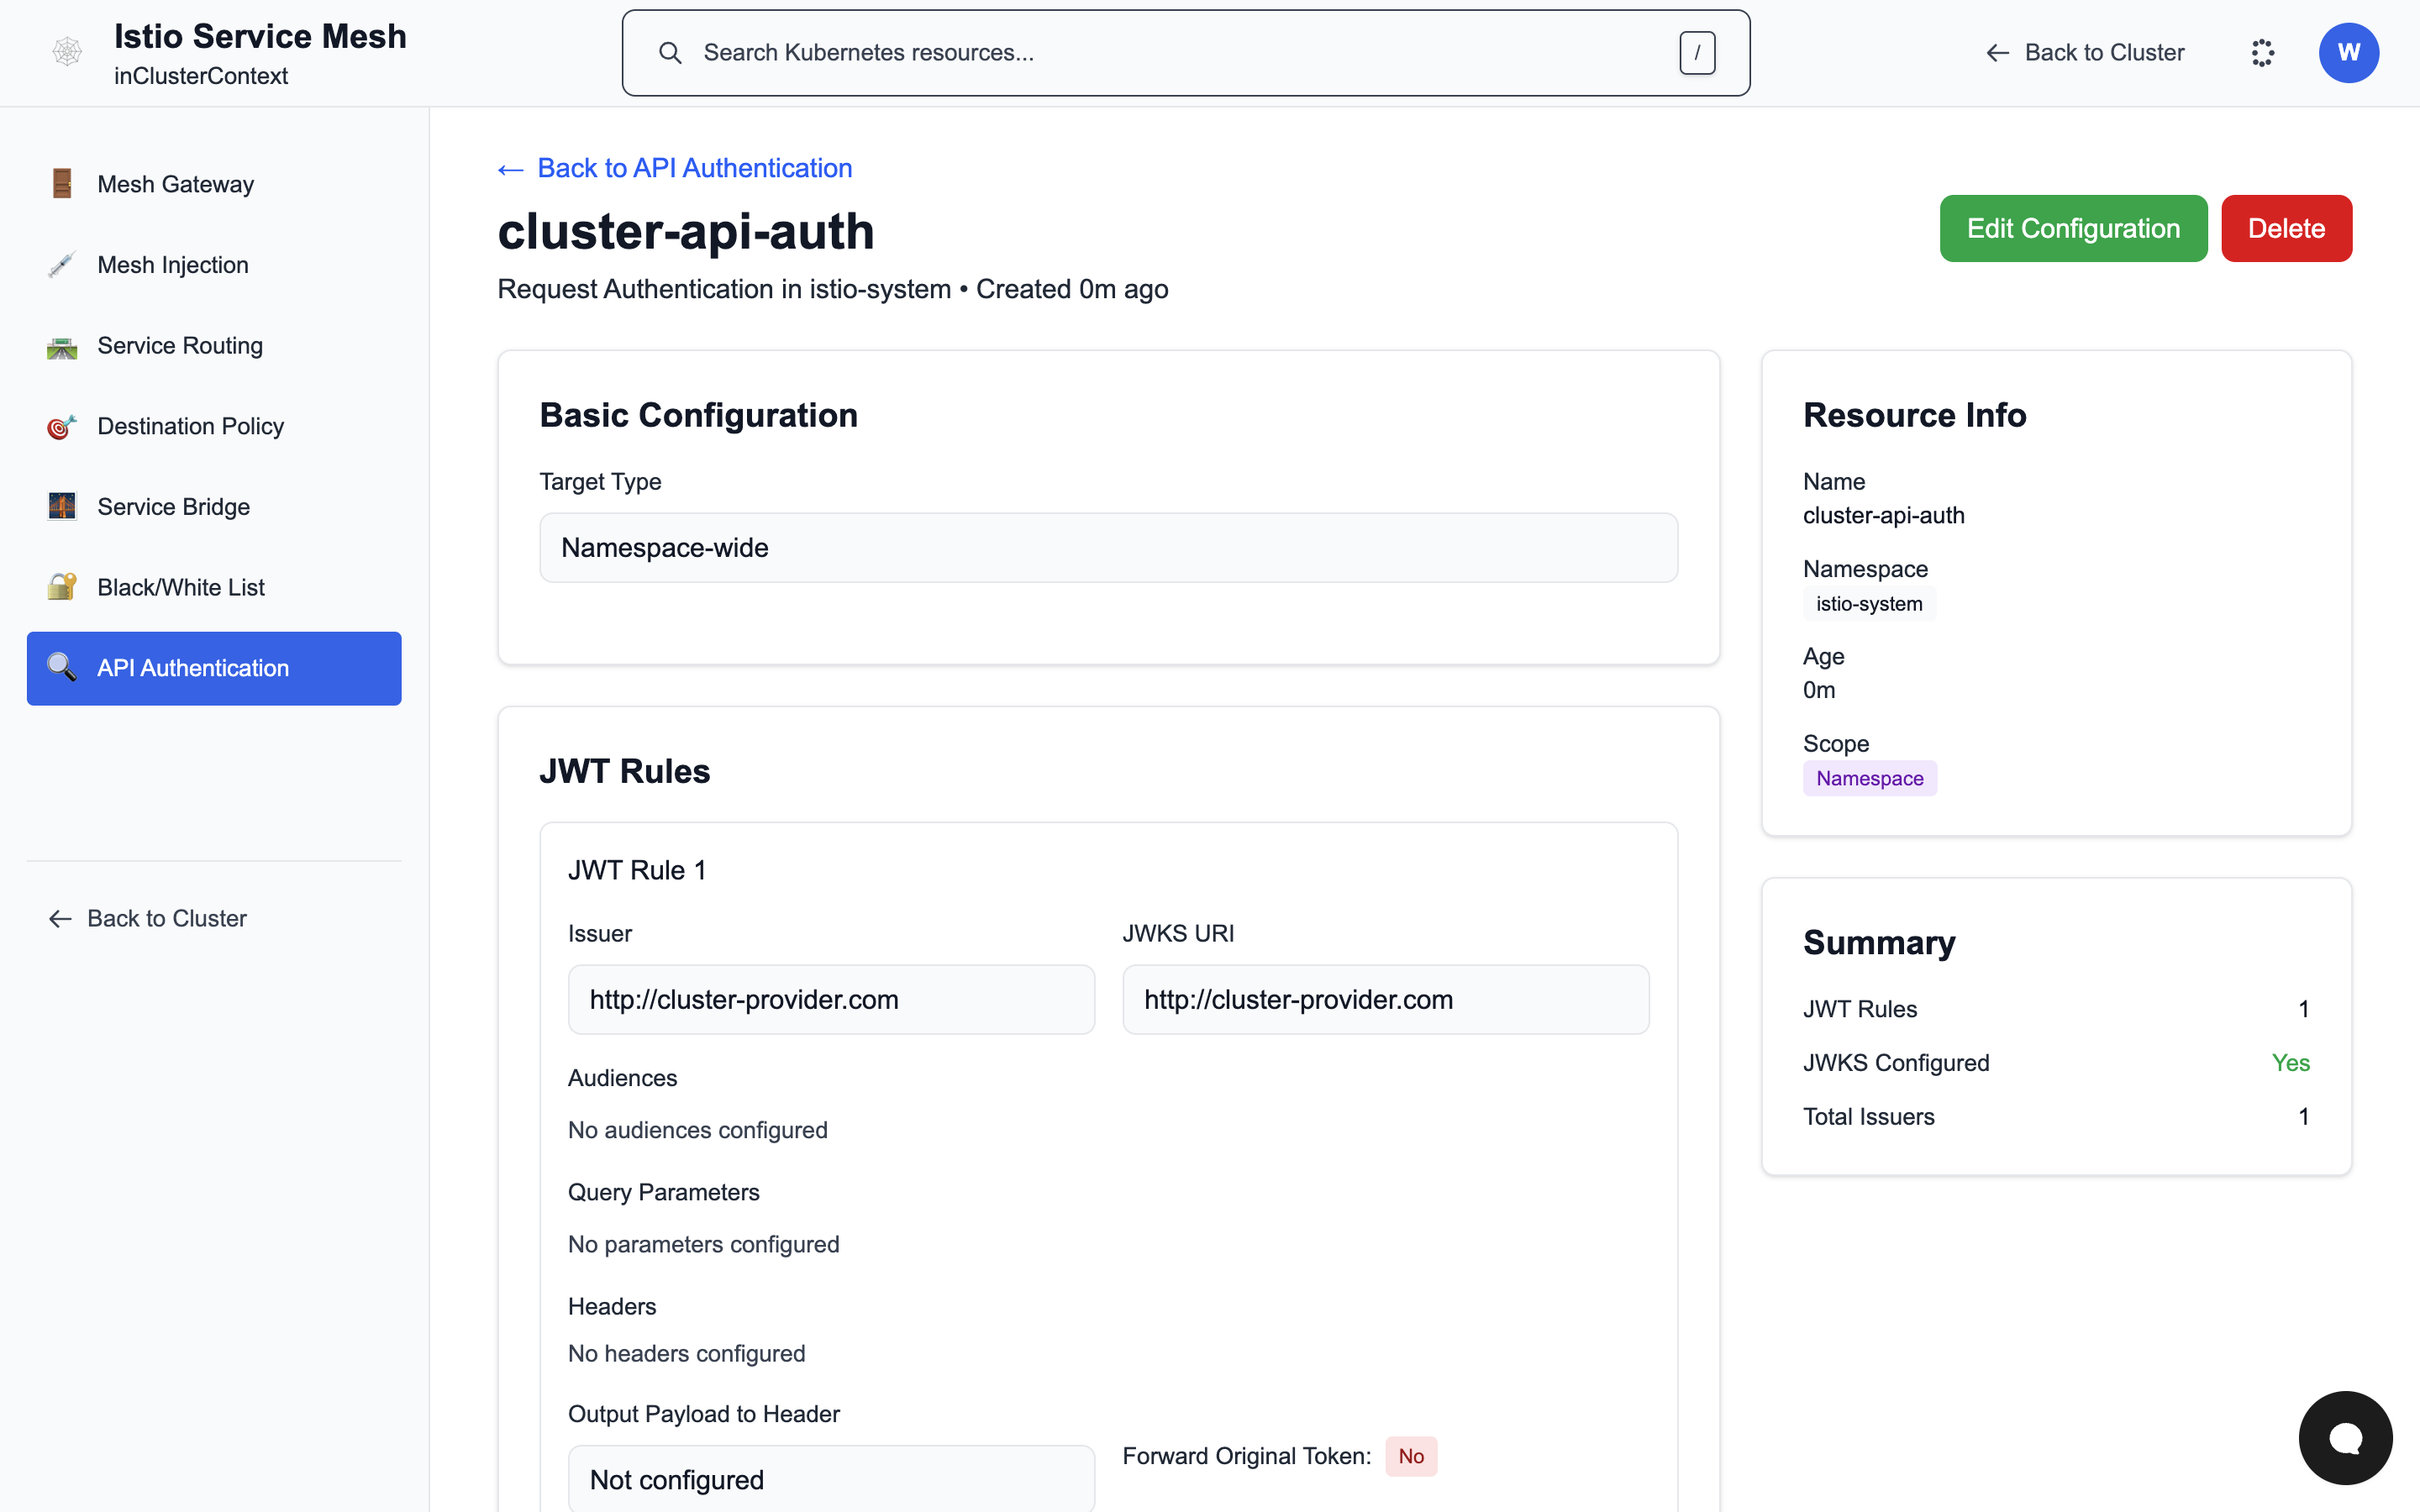 Istio Service Mesh
inClusterContext
Search Kubernetes resources...
/
Back to Cluster
W
Mesh Gateway
Mesh Injection
Service Routing
Destination Policy
Service Bridge
Black/White List
API Authentication
Back to Cluster
Back to API Authentication
cluster-api-auth
Request Authentication in istio-system • Created 0m ago
Edit Configuration
Delete
Basic Configuration
Target Type
Namespace-wide
JWT Rules
JWT Rule 1
Issuer
JWKS URI
http://cluster-provider.com
http://cluster-provider.com
Audiences
No audiences configured
Query Parameters
No parameters configured
Headers
No headers configured
Output Payload to Header
Not configured
Forward Original Token: No
Resource Info
Name
cluster-api-auth
Namespace
istio-system
Age
0m
Scope
Namespace
Summary
JWT Rules 1
JWKS Configured Yes
Total Issuers 1